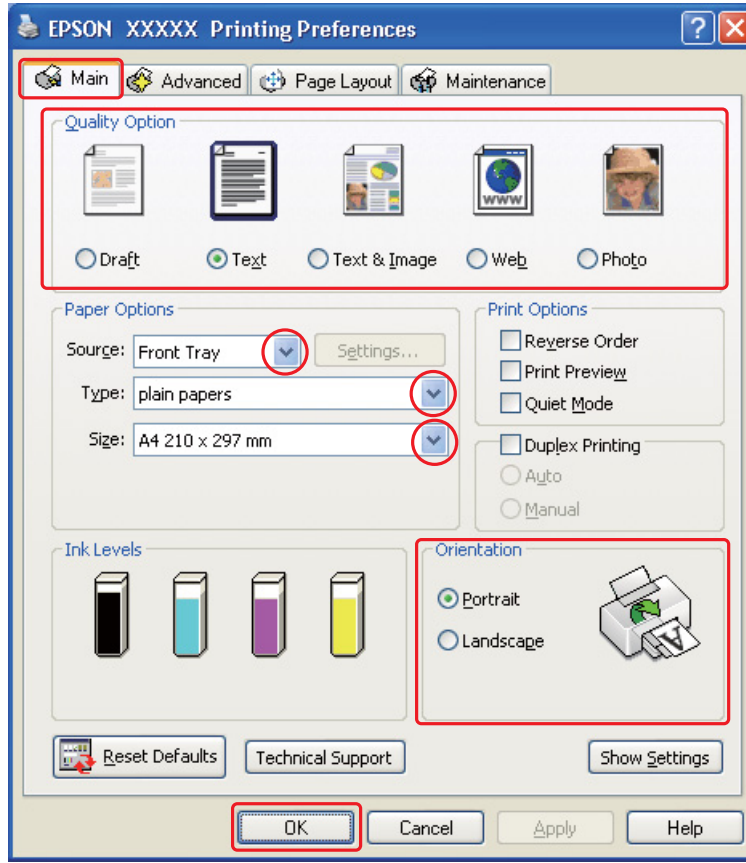 EPSON XXXXX Printing Preferences
Main Advanced Page Layout Maintenance
Quality Option
www
Draft Text Text & Image Web Photo
Paper Options
Source: Front Tray Settings...
Type: plain papers
Size: A4 210 x 297 mm
Print Options
Reverse Order
Print Preview
Quiet Mode
Duplex Printing
Auto
Manual
Ink Levels
Orientation
Portrait
Landscape
A
Reset Defaults Technical Support Show Settings
OK Cancel Apply Help